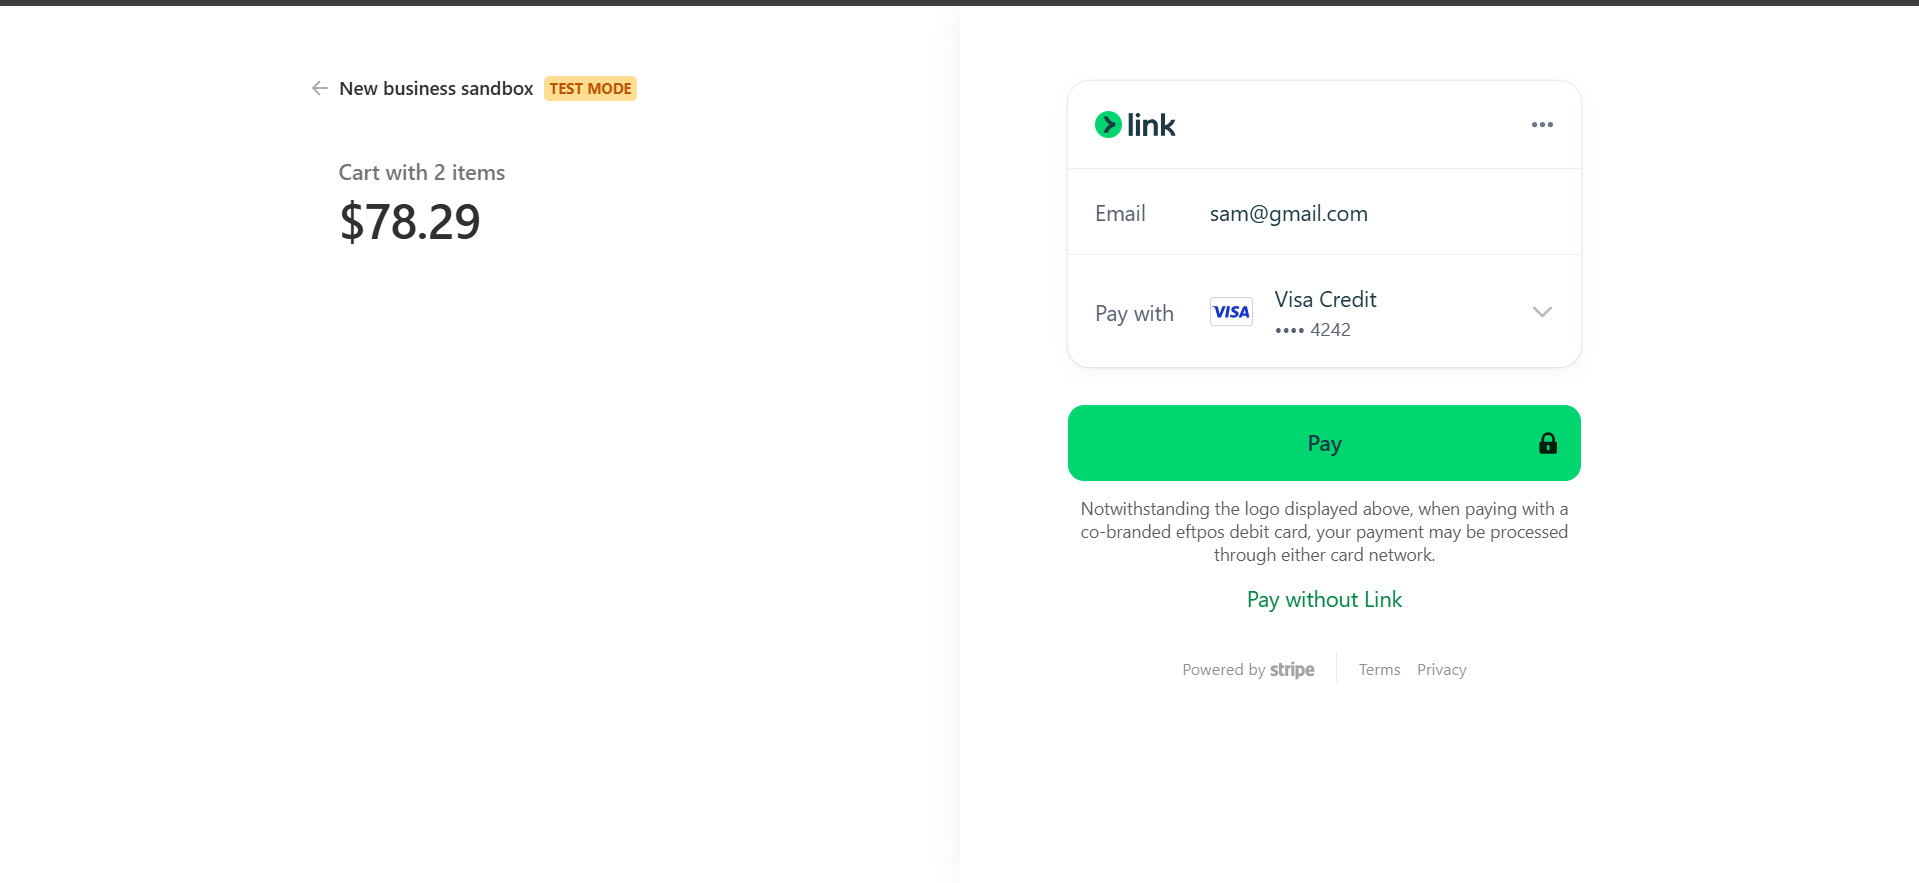 New business sandbox TEST MODE
Cart with 2 items
$78.29
link
Email sam@gmail.com
Pay with VISA Visa Credit
•••• 4242
Pay
Notwithstanding the logo displayed above, when paying with a
co-branded eftpos debit card, your payment may be processed
through either card network.
Pay without Link
Powered by stripe Terms Privacy